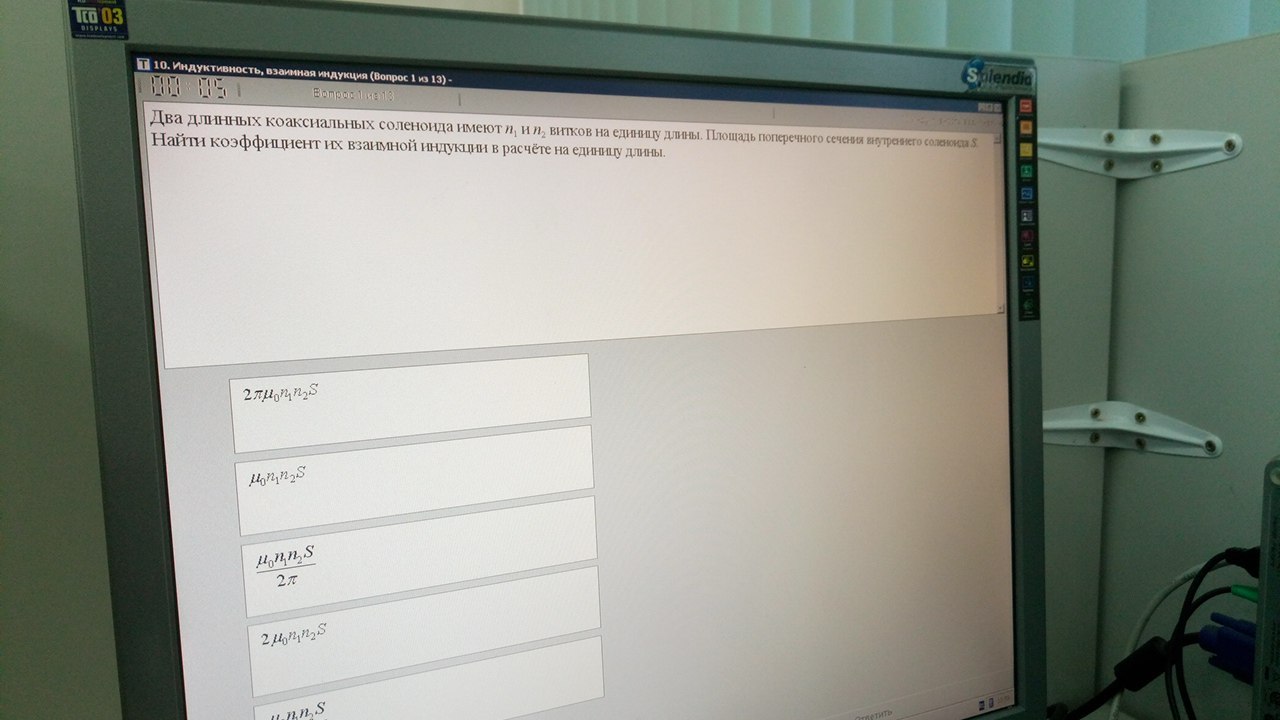 TCO 03
DISPLAYS
Splendid
10. Индуктивность, взаимная индукция (Вопрос 1 из 13) -
00 05
Вопрос 1 из 13
Два длинных коаксиальных соленоида имеют n₁ и n₂ витков на единицу длины. Площадь поперечного сечения внутреннего соленоида S.
Найти коэффициент их взаимной индукции в расчёте на единицу длины.
2πμ₀n₁n₂S
μ₀n₁n₂S
μ₀n₁n₂S
2π
2μ₀n₁n₂S
μ₀n₁n₂S
Ответить